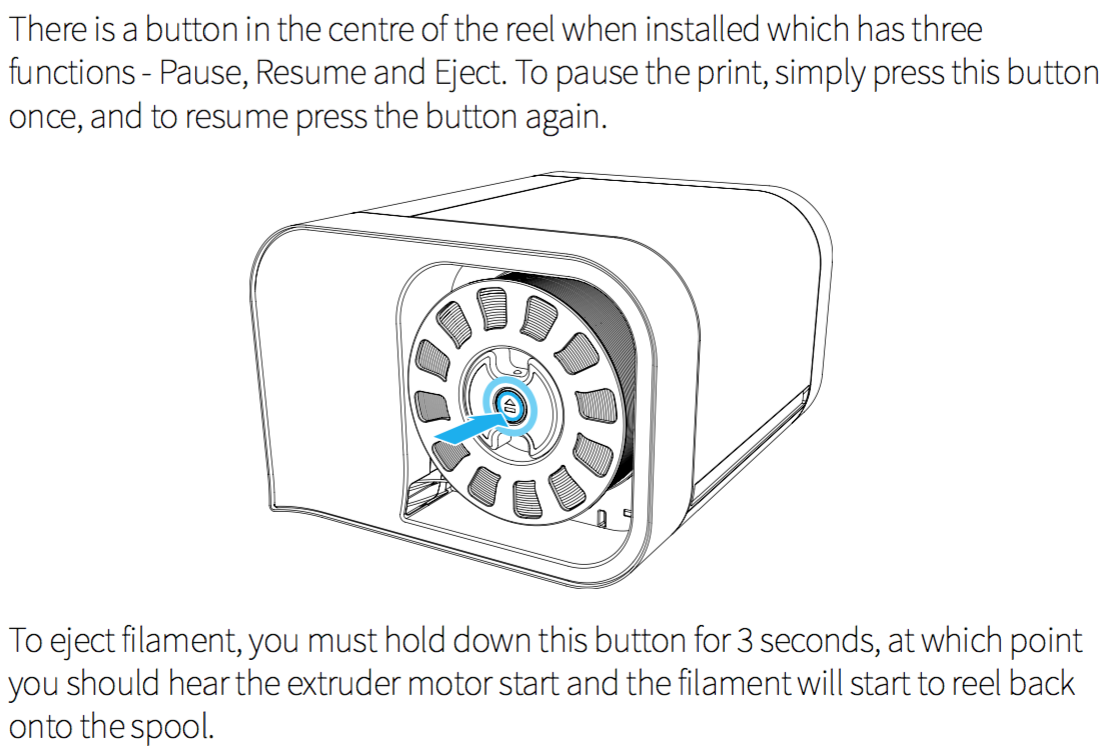 There is a button in the centre of the reel when installed which has three
functions - Pause, Resume and Eject. To pause the print, simply press this button
once, and to resume press the button again.
To eject filament, you must hold down this button for 3 seconds, at which point
you should hear the extruder motor start and the filament will start to reel back
onto the spool.